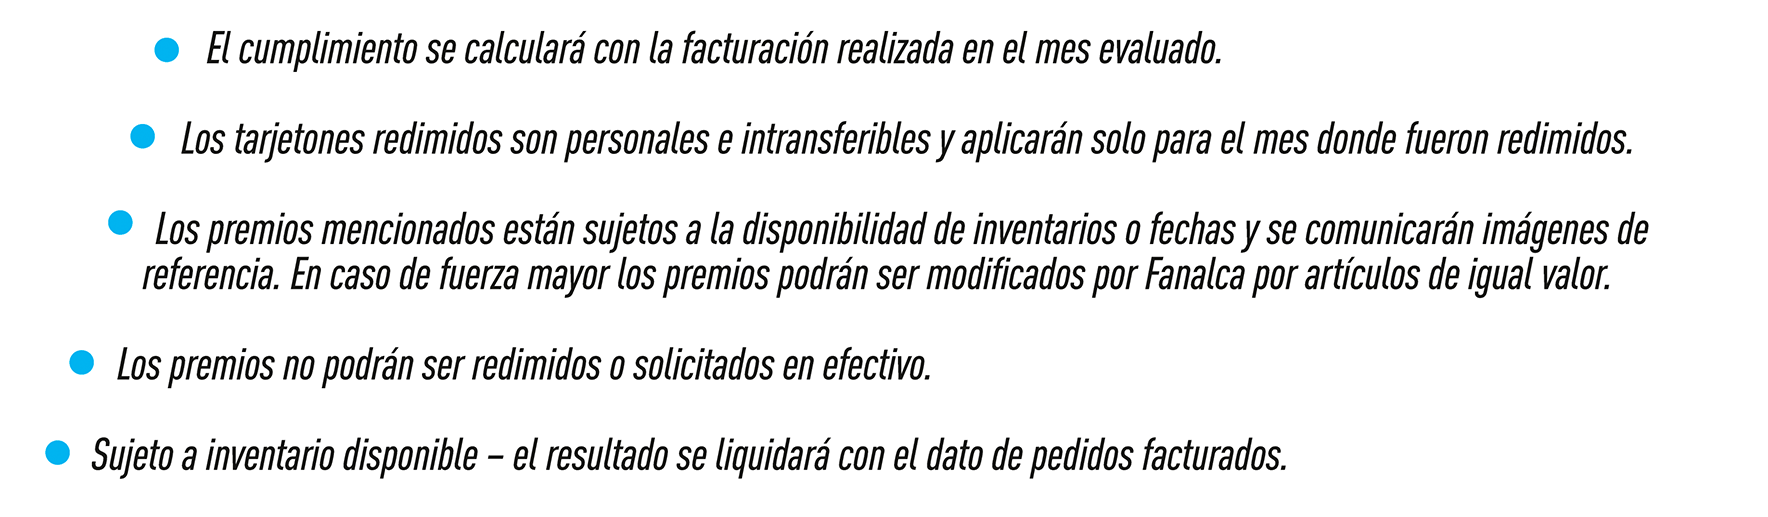 El cumplimiento se calculará con la facturación realizada en el mes evaluado.
Los tarjetones redimidos son personales e intransferibles y aplicarán solo para el mes donde fueron redimidos.
Los premios mencionados están sujetos a la disponibilidad de inventarios o fechas y se comunicarán imágenes de
referencia. En caso de fuerza mayor los premios podrán ser modificados por Fanalca por artículos de igual valor.
Los premios no podrán ser redimidos o solicitados en efectivo.
Sujeto a inventario disponible – el resultado se liquidará con el dato de pedidos facturados.